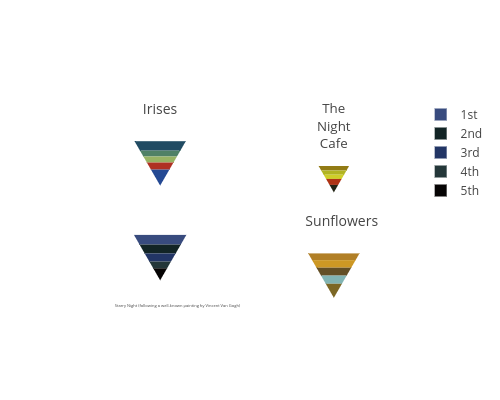 Irises
The
Night
Cafe
1st
2nd
3rd
4th
5th
Sunflowers
Starry Night (following a well-known painting by Vincent Van Gogh)